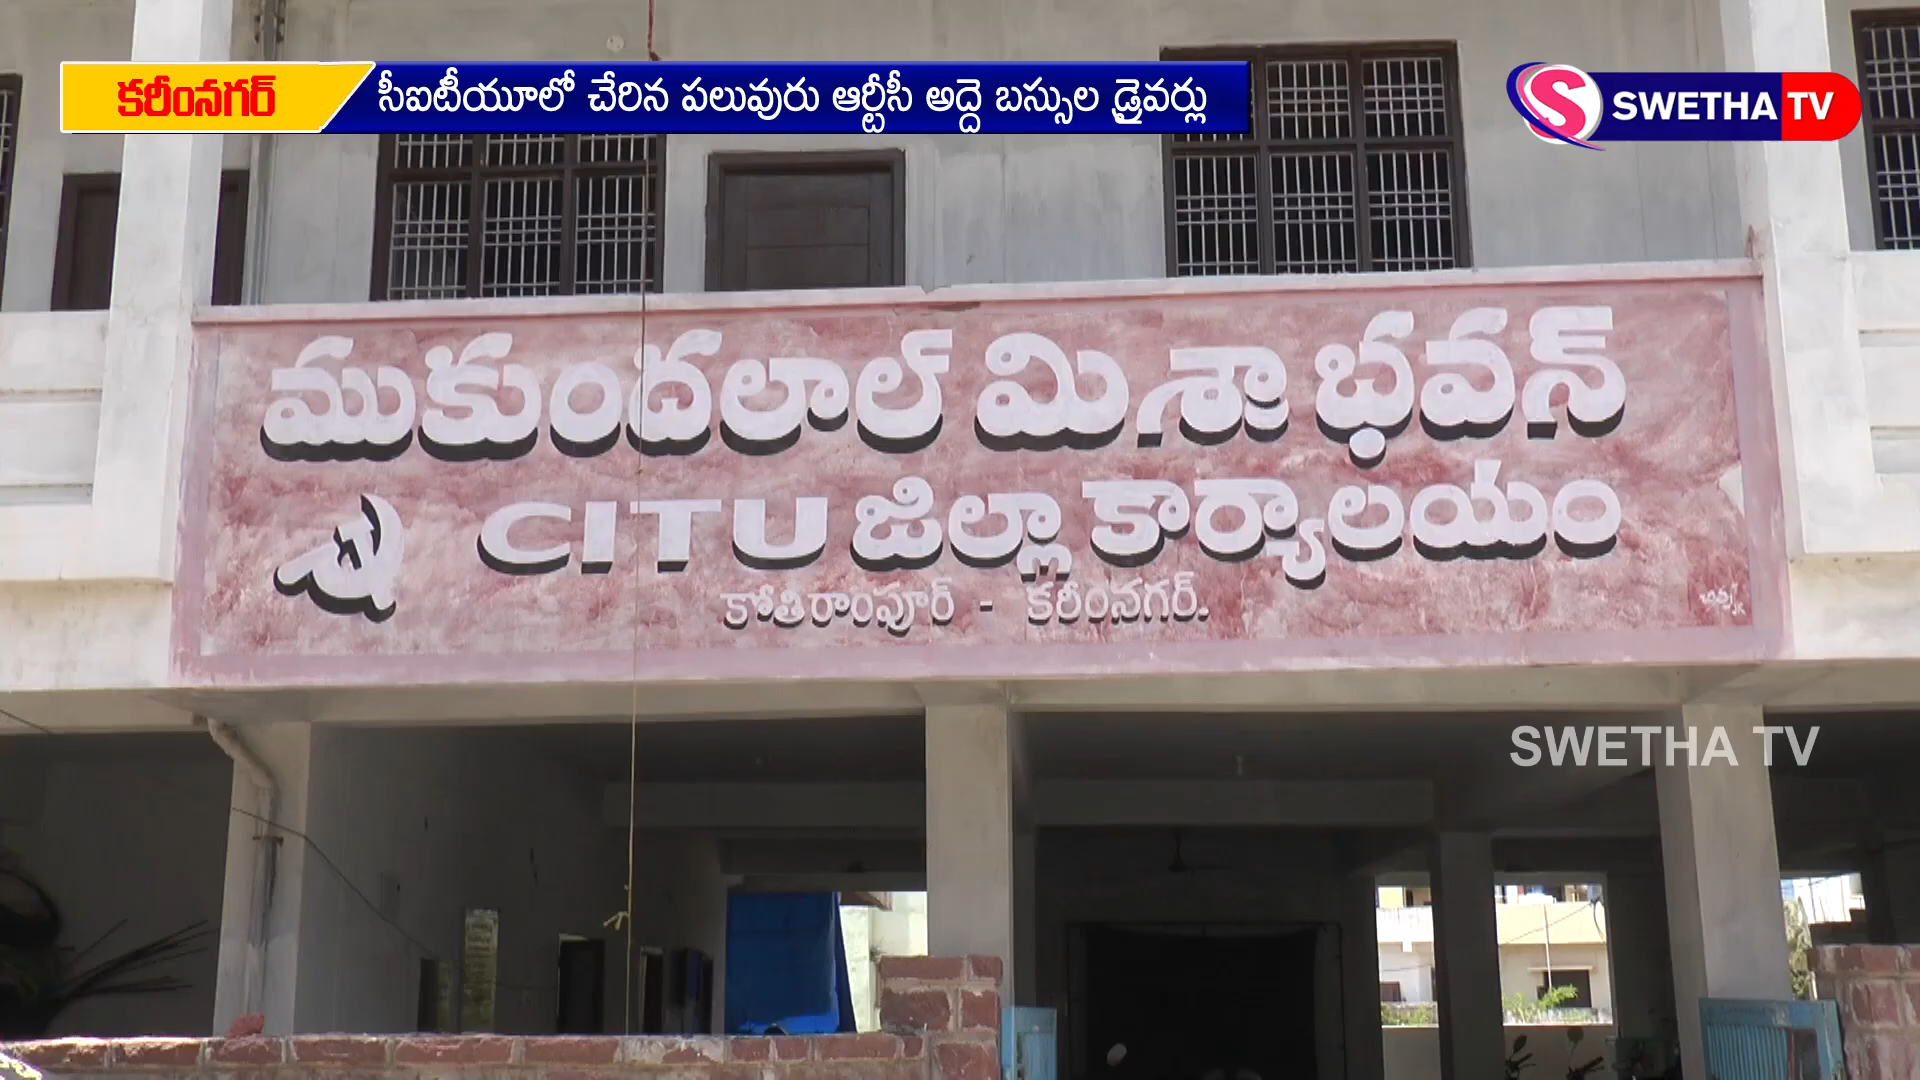 కరీంనగర్
సీఐటీయూలో చేరిన పలువురు ఆర్టీసీ అద్దె బస్సుల డ్రైవర్లు
SWETHA TV
ముకుందలాల్ మిశ్రా భవన్
CITU జిల్లా కార్యాలయం
కోతిరాంపూర్ - కరీంనగర్.
SWETHA TV